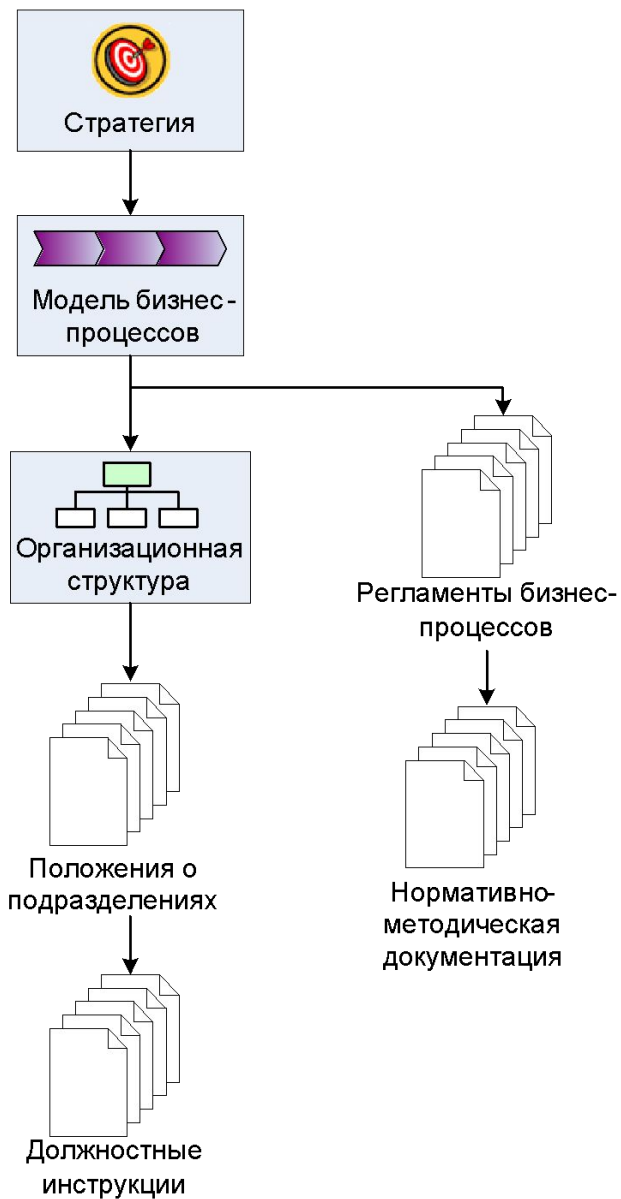 Стратегия
Модель бизнес-
процессов
Организационная
структура
Регламенты бизнес-
процессов
Положения о
подразделениях
Нормативно-
методическая
документация
Должностные
инструкции